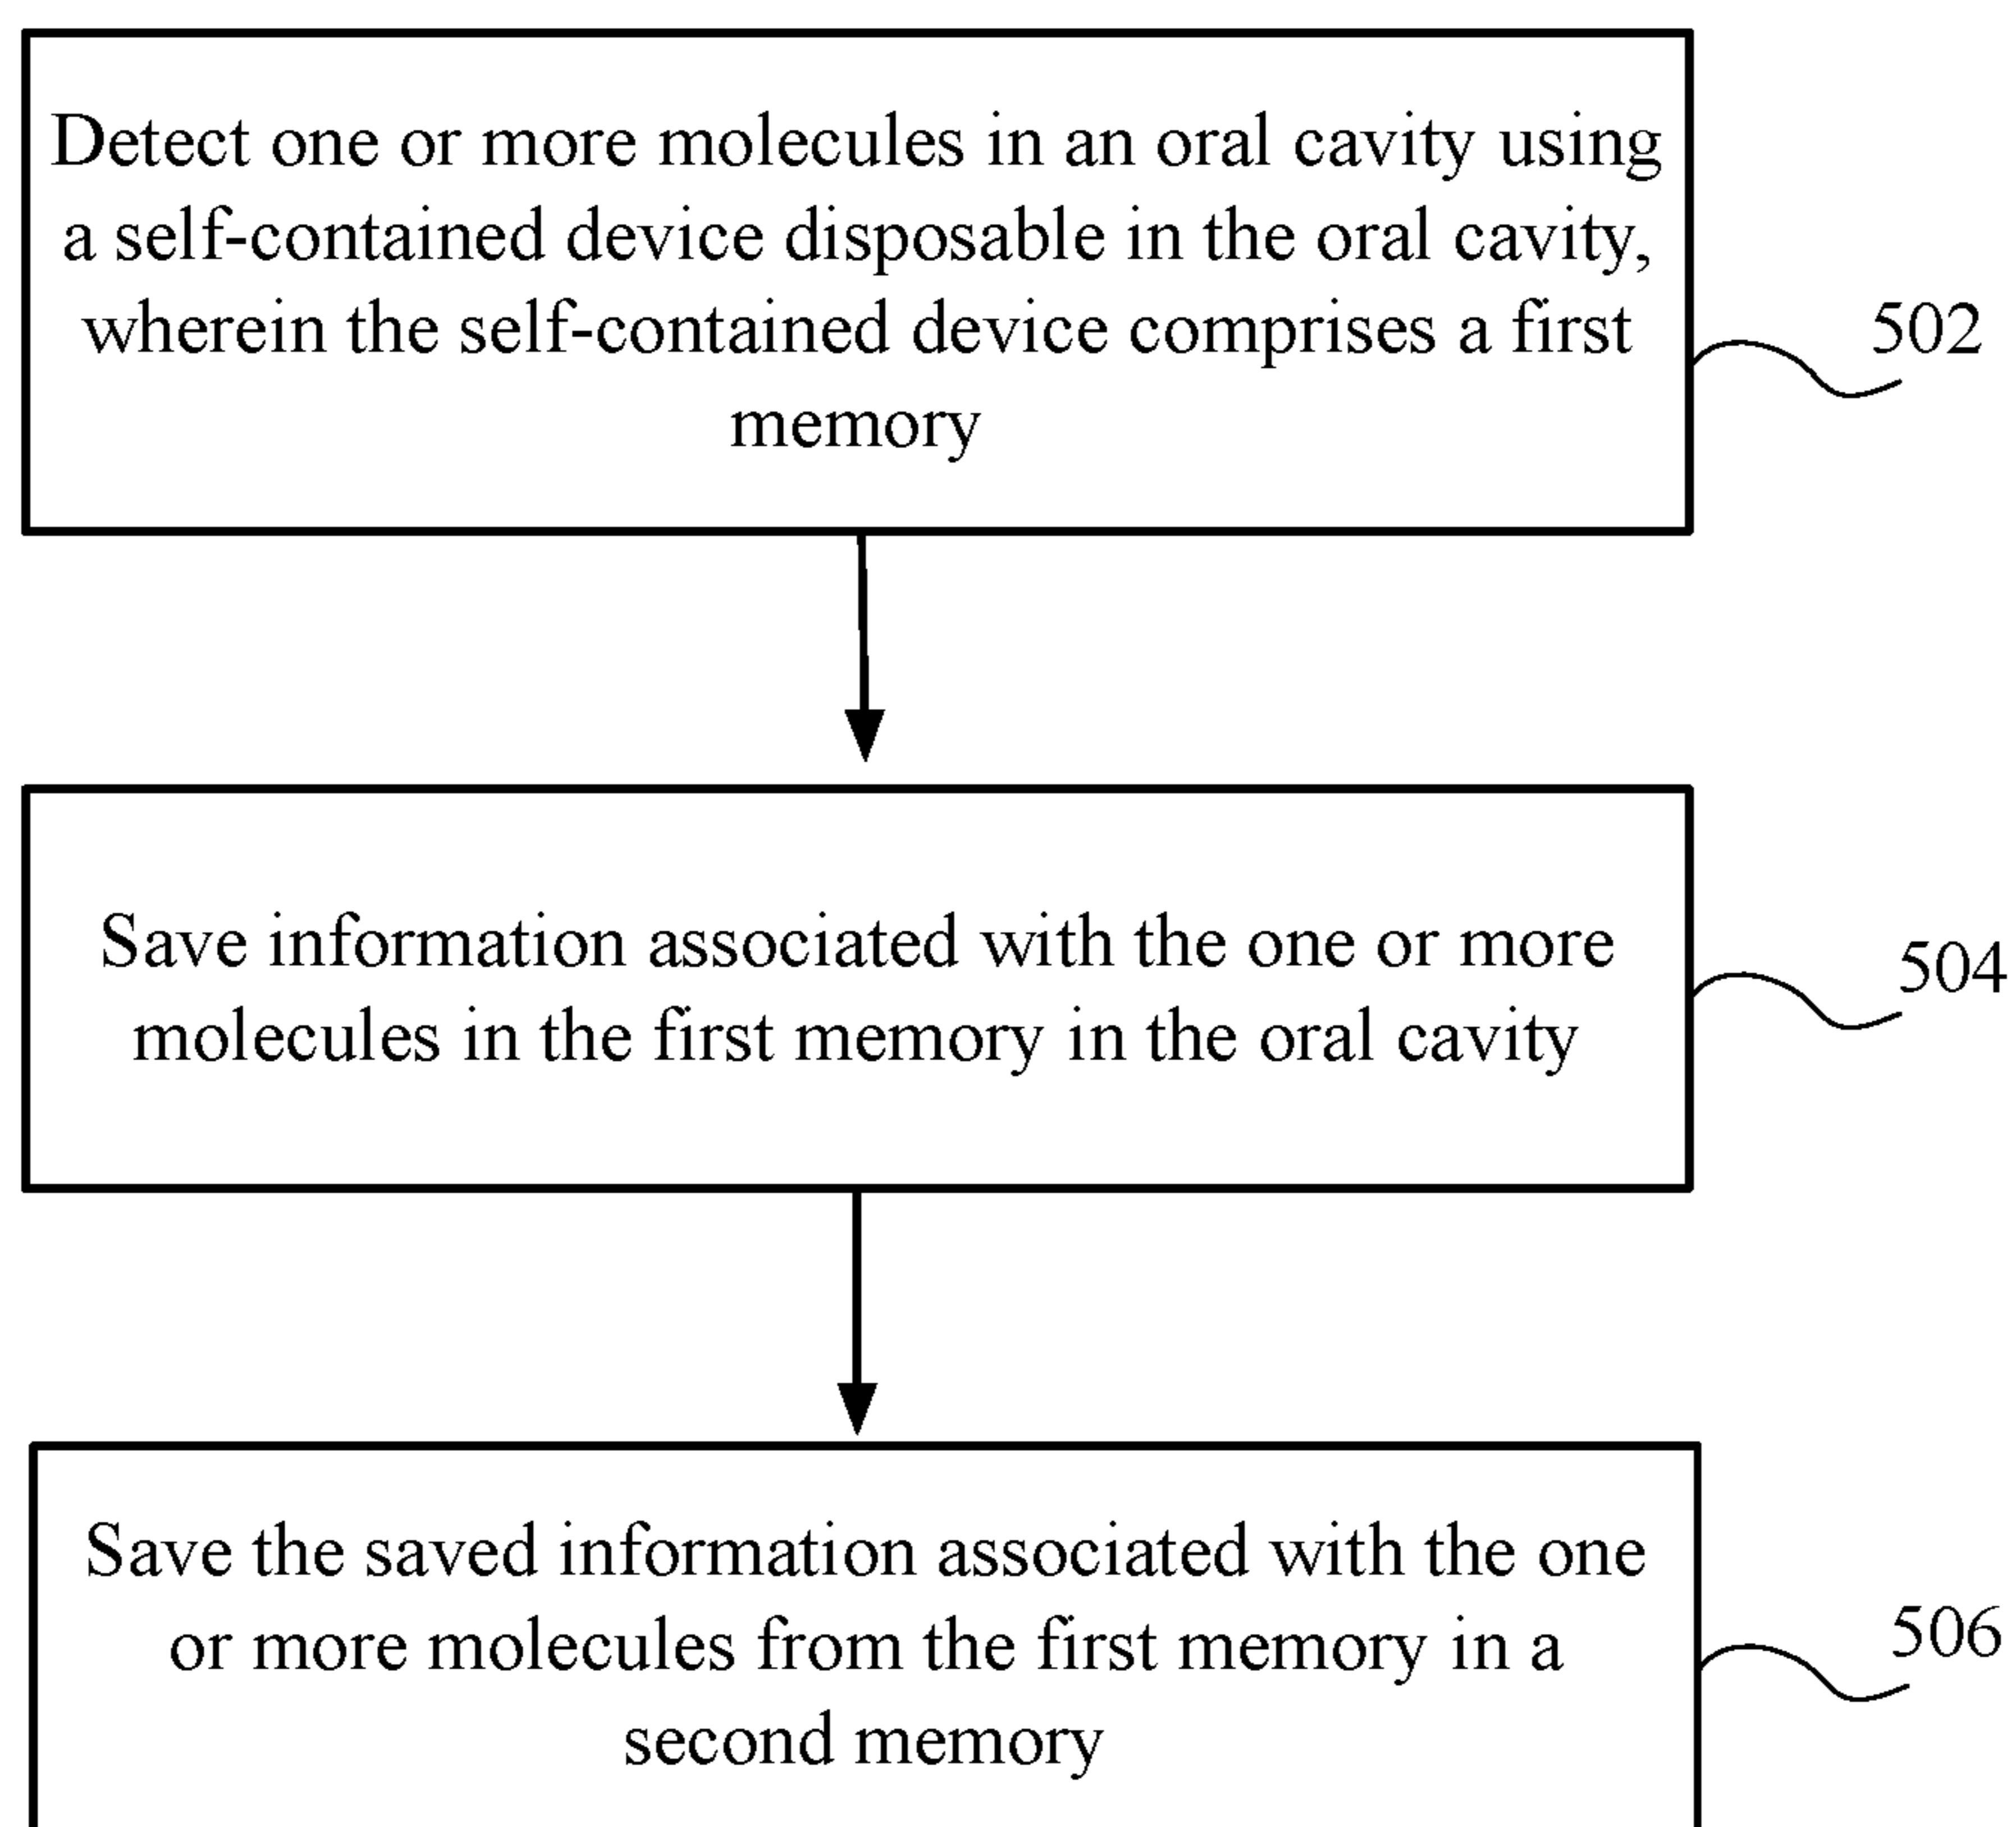 Detect one or more molecules in an oral cavity using
a self-contained device disposable in the oral cavity,
wherein the self-contained device comprises a first
memory
502
Save information associated with the one or more
molecules in the first memory in the oral cavity
504
Save the saved information associated with the one
or more molecules from the first memory in a
second memory
506